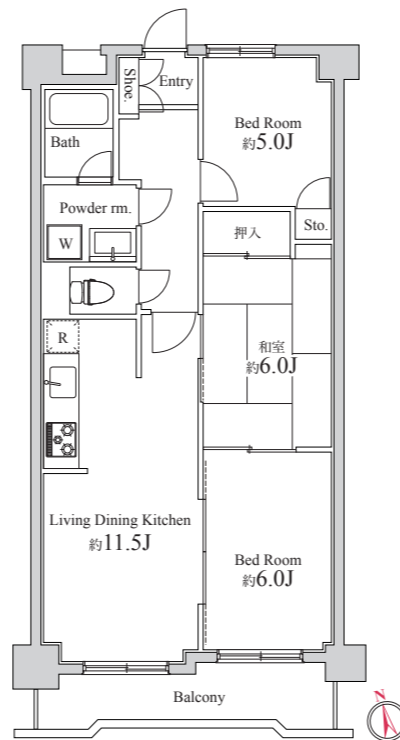 Shoe.
Entry
Bath
Bed Room
約5.0J
Powder rm.
W
Sto.
押入
R
和室
約6.0J
Living Dining Kitchen
約11.5J
Bed Room
約6.0J
Balcony
N